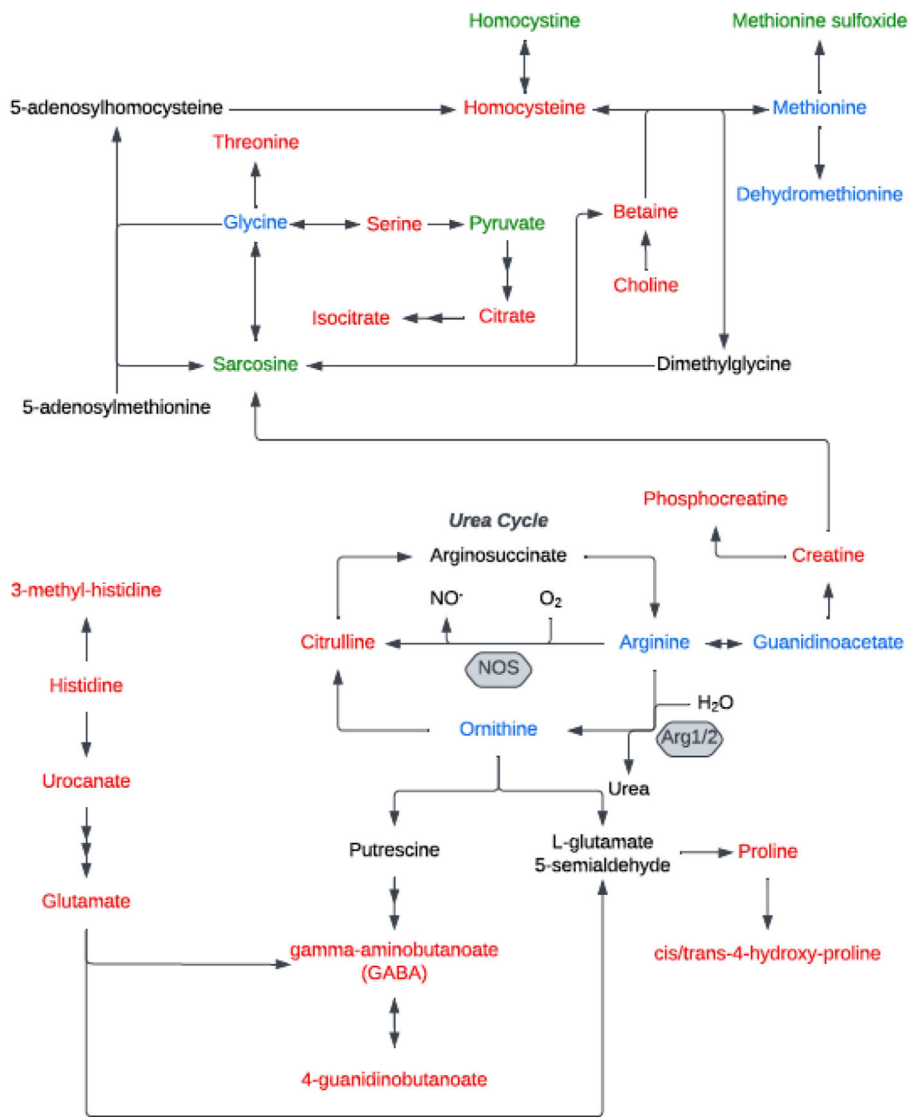 Homocystine
Methionine sulfoxide
5-adenosylhomocysteine
Homocysteine
Methionine
Threonine
Dehydromethionine
Glycine
Serine
Pyruvate
Betaine
Choline
Isocitrate
Citrate
Sarcosine
Dimethylglycine
5-adenosylmethionine
Phosphocreatine
Urea Cycle
Arginosuccinate
Creatine
3-methyl-histidine
NO·
O₂
Citrulline
Arginine
Guanidinoacetate
NOS
Histidine
H₂O
Ornithine
Arg1/2
Urocanate
Urea
Putrescine
L-glutamate
5-semialdehyde
Proline
Glutamate
gamma-aminobutanoate
(GABA)
cis/trans-4-hydroxy-proline
4-guanidinobutanoate